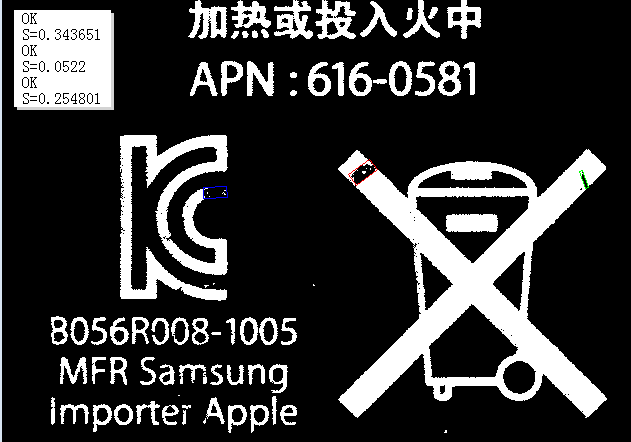 OK
S=0.343651
OK
S=0.0522
OK
S=0.254801
加热或投入火中
APN : 616-0581
B056R008-1005
MFR Samsung
Importer Apple